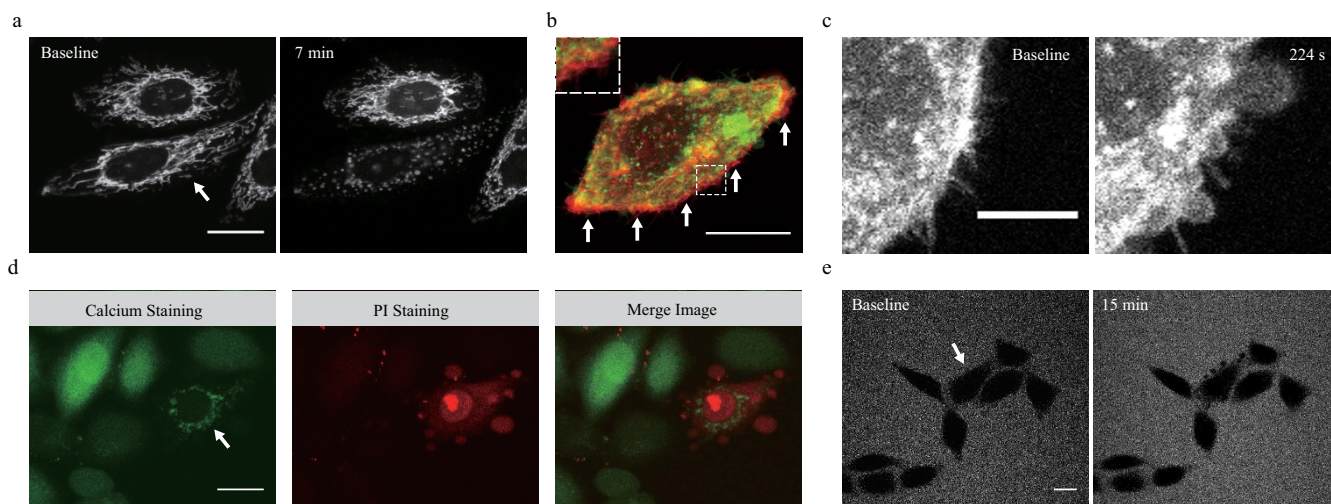 a
Baseline
7 min
b
c
Baseline
224 s
d
Calcium Staining
PI Staining
Merge Image
e
Baseline
15 min